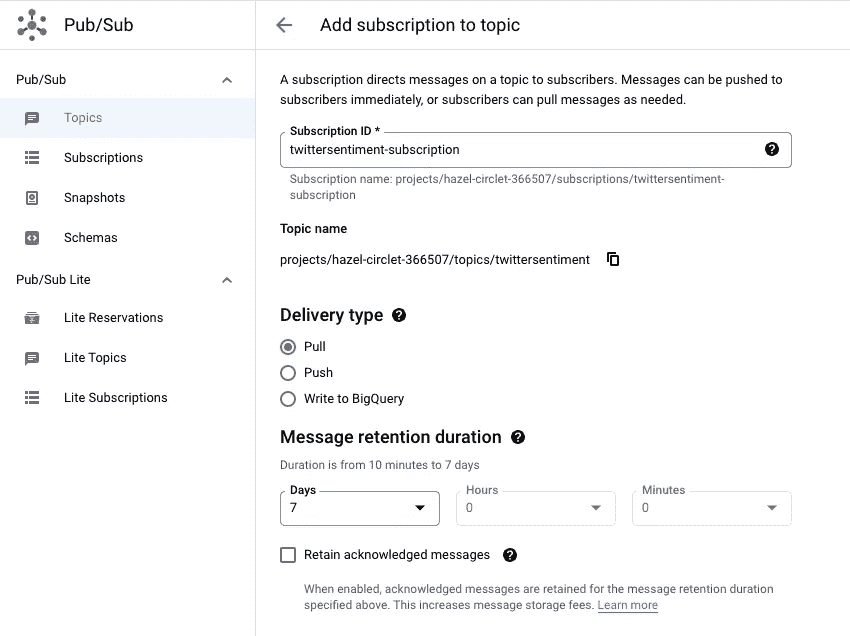 Pub/Sub
Add subscription to topic
Pub/Sub
Topics
Subscriptions
Snapshots
Schemas
Pub/Sub Lite
Lite Reservations
Lite Topics
Lite Subscriptions
A subscription directs messages on a topic to subscribers. Messages can be pushed to
subscribers immediately, or subscribers can pull messages as needed.
Subscription ID *
twittersentiment-subscription
Subscription name: projects/hazel-circlet-366507/subscriptions/twittersentiment-
subscription
Topic name
projects/hazel-circlet-366507/topics/twittersentiment
Delivery type
Pull
Push
Write to BigQuery
Message retention duration
Duration is from 10 minutes to 7 days
Days
7
Hours
0
Minutes
0
Retain acknowledged messages
When enabled, acknowledged messages are retained for the message retention duration
specified above. This increases message storage fees. Learn more